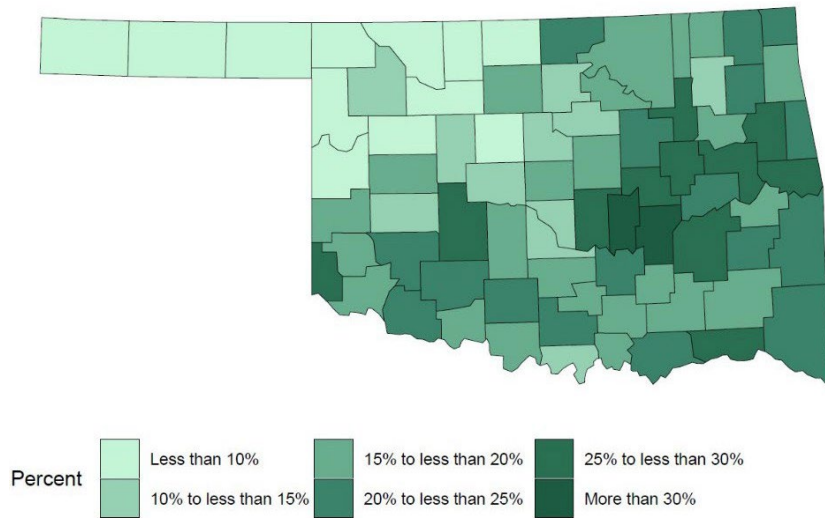 Percent
Less than 10%
10% to less than 15%
15% to less than 20%
20% to less than 25%
25% to less than 30%
More than 30%